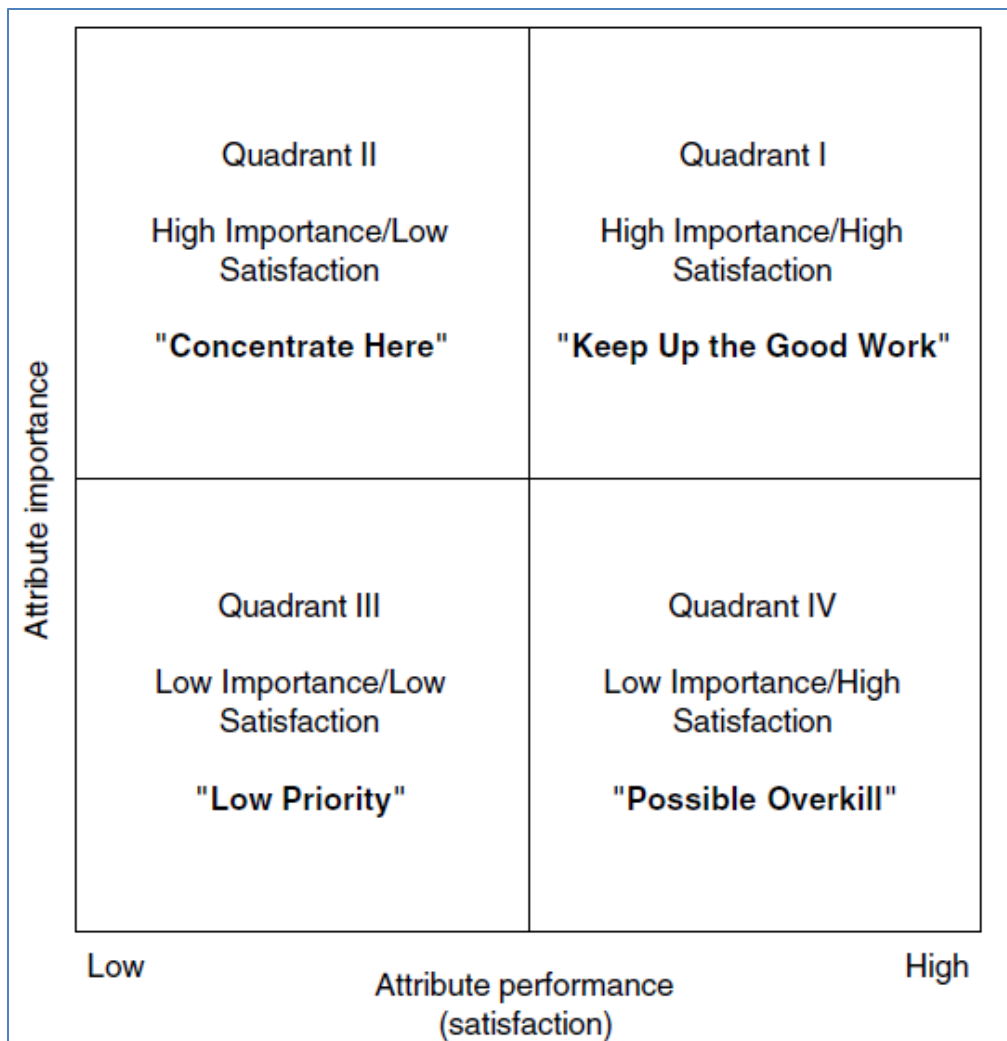 Quadrant II
High Importance/Low
Satisfaction
"Concentrate Here"
Quadrant I
High Importance/High
Satisfaction
"Keep Up the Good Work"
Attribute importance
Quadrant III
Low Importance/Low
Satisfaction
"Low Priority"
Quadrant IV
Low Importance/High
Satisfaction
"Possible Overkill"
Low
High
Attribute performance
(satisfaction)